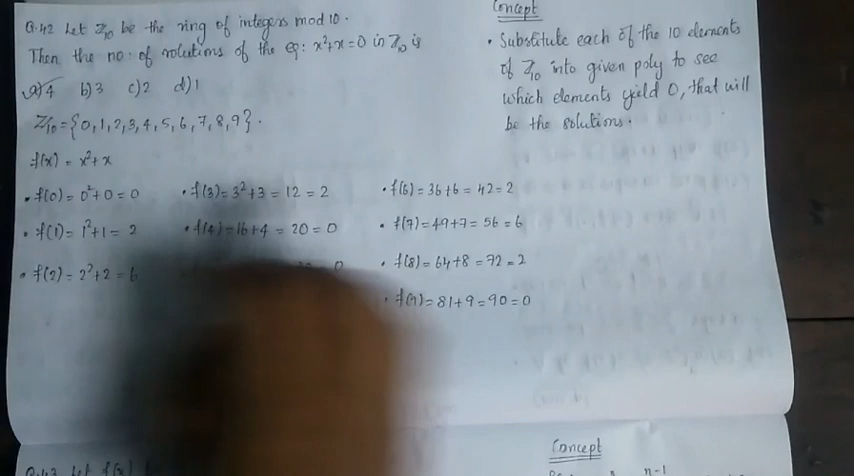 Q.42 Let Z₁₀ be the ring of integers mod 10.
Then the no: of solutions of the eq: x²+x=0 in Z₁₀ is
a) 4 b) 3 c) 2 d) 1
Z₁₀ = {0, 1, 2, 3, 4, 5, 6, 7, 8, 9}.
f(x) = x²+x
• f(0) = 0²+0 = 0
• f(1) = 1²+1 = 2
• f(2) = 2²+2 = 6
• f(3) = 3²+3 = 12 = 2
• f(4) = 16+4 = 20 = 0
= 0
• f(6) = 36+6 = 42 = 2
• f(7) = 49+7 = 56 = 6
• f(8) = 64+8 = 72 = 2
• f(9) = 81+9 = 90 = 0
Concept
• Substitute each of the 10 elements
of Z₁₀ into given poly to see
which elements yield 0, that will
be the solutions.
Q.43 Let f(x)
Concept
n-1